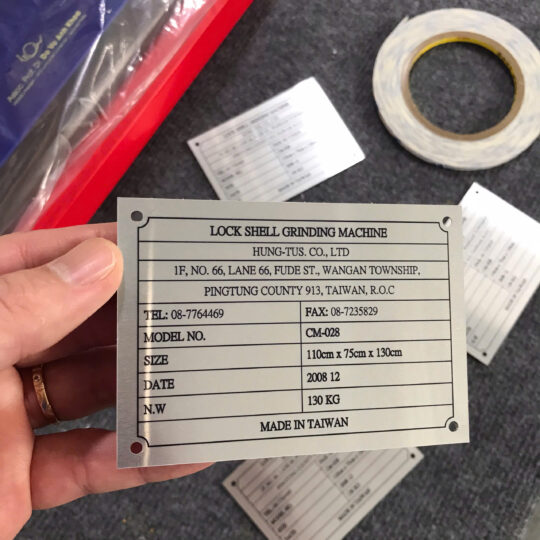 LOCK SHELL GRINDING MACHINE
HUNG-TUS. CO., LTD
1F, NO. 66, LANE 66, FUDE ST., WANGAN TOWNSHIP,
PINGTUNG COUNTY 913, TAIWAN, R.O.C
TEL: 08-7764469 FAX: 08-7235829
MODEL NO. CM-028
SIZE 110cm x 75cm x 130cm
DATE 2008 12
N.W 130 KG
MADE IN TAIWAN